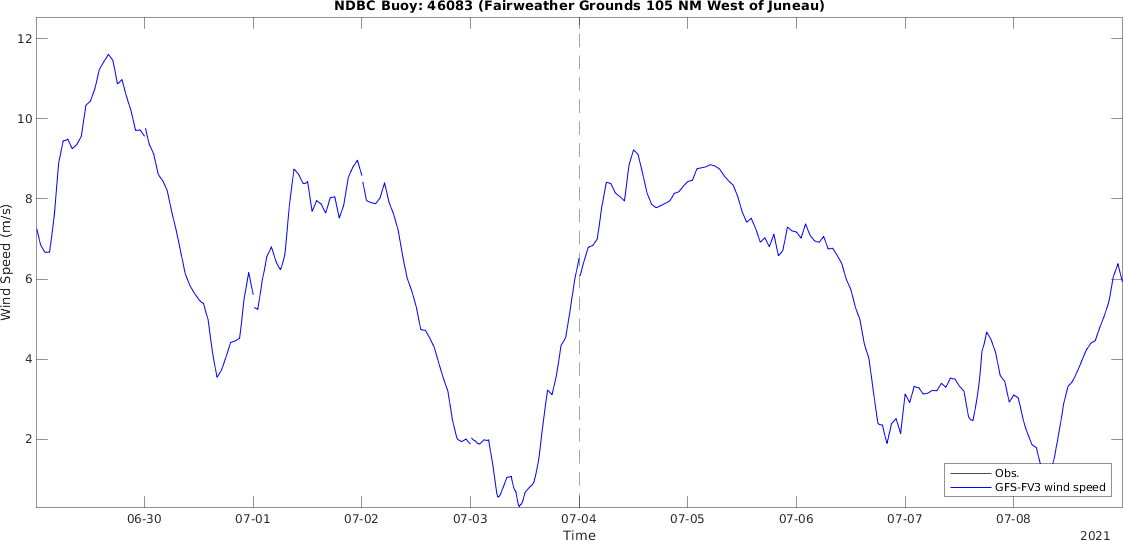 NDBC Buoy: 46083 (Fairweather Grounds 105 NM West of Juneau)
Wind Speed (m/s)
12
10
8
6
4
2
Obs.
GFS-FV3 wind speed
06-30 07-01 07-02 07-03 07-04 07-05 07-06 07-07 07-08
Time
2021